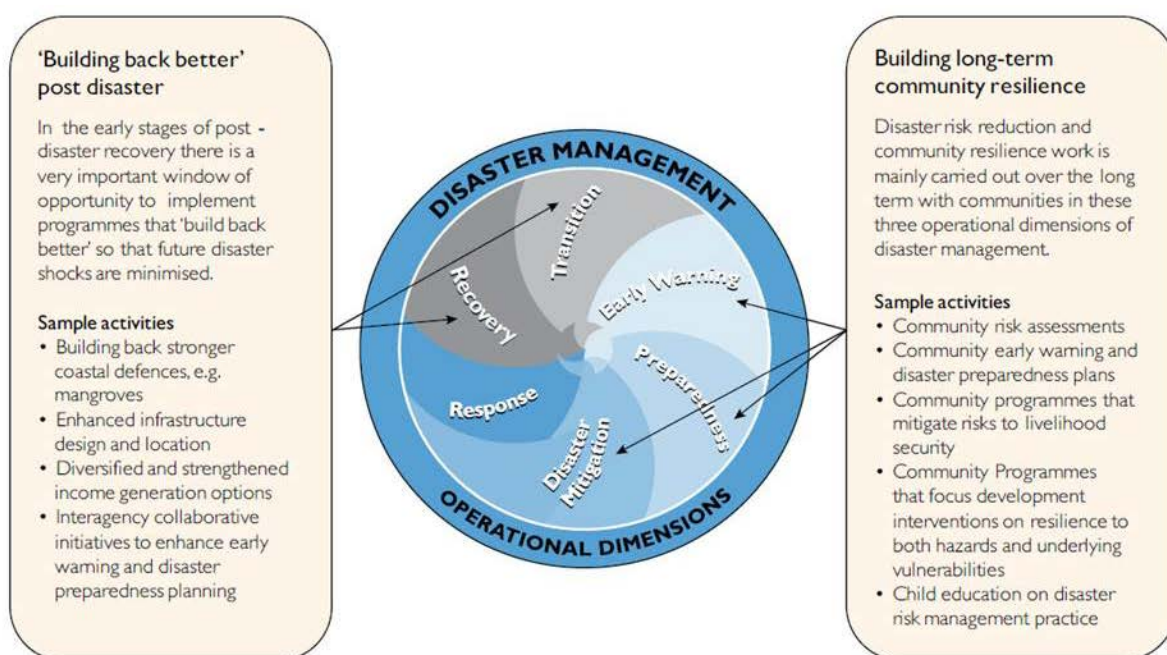 'Building back better'
post disaster
In the early stages of post -
disaster recovery there is a
very important window of
opportunity to implement
programmes that 'build back
better' so that future disaster
shocks are minimised.
Sample activities
• Building back stronger
coastal defences, e.g.
mangroves
• Enhanced infrastructure
design and location
• Diversified and strengthened
income generation options
• Interagency collaborative
initiatives to enhance early
warning and disaster
preparedness planning
DISASTER MANAGEMENT
Transition
Early Warning
Recovery
Preparedness
Response
Disaster
Mitigation
OPERATIONAL DIMENSIONS
Building long-term
community resilience
Disaster risk reduction and
community resilience work is
mainly carried out over the long
term with communities in these
three operational dimensions of
disaster management.
Sample activities
• Community risk assessments
• Community early warning and
disaster preparedness plans
• Community programmes that
mitigate risks to livelihood
security
• Community Programmes
that focus development
interventions on resilience to
both hazards and underlying
vulnerabilities
• Child education on disaster
risk management practice